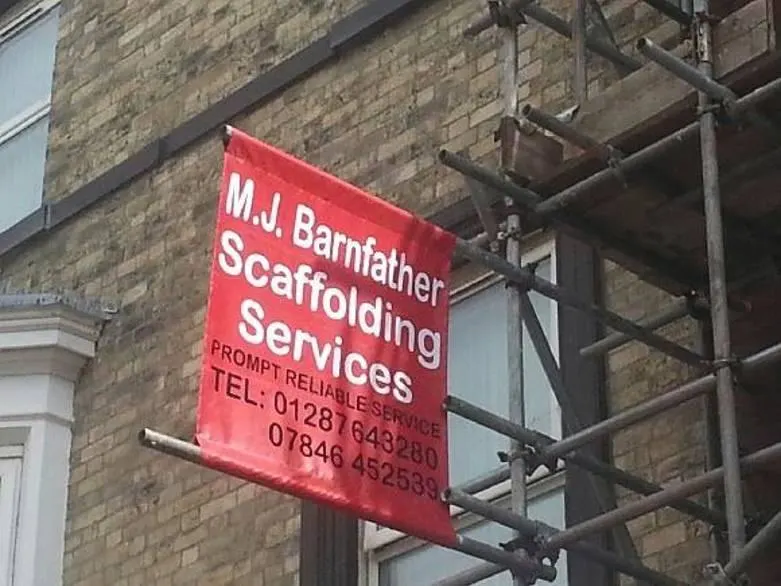 M.J. Barnfather
Scaffolding
Services
PROMPT RELIABLE SERVICE
TEL: 01287 643280
07846 452539